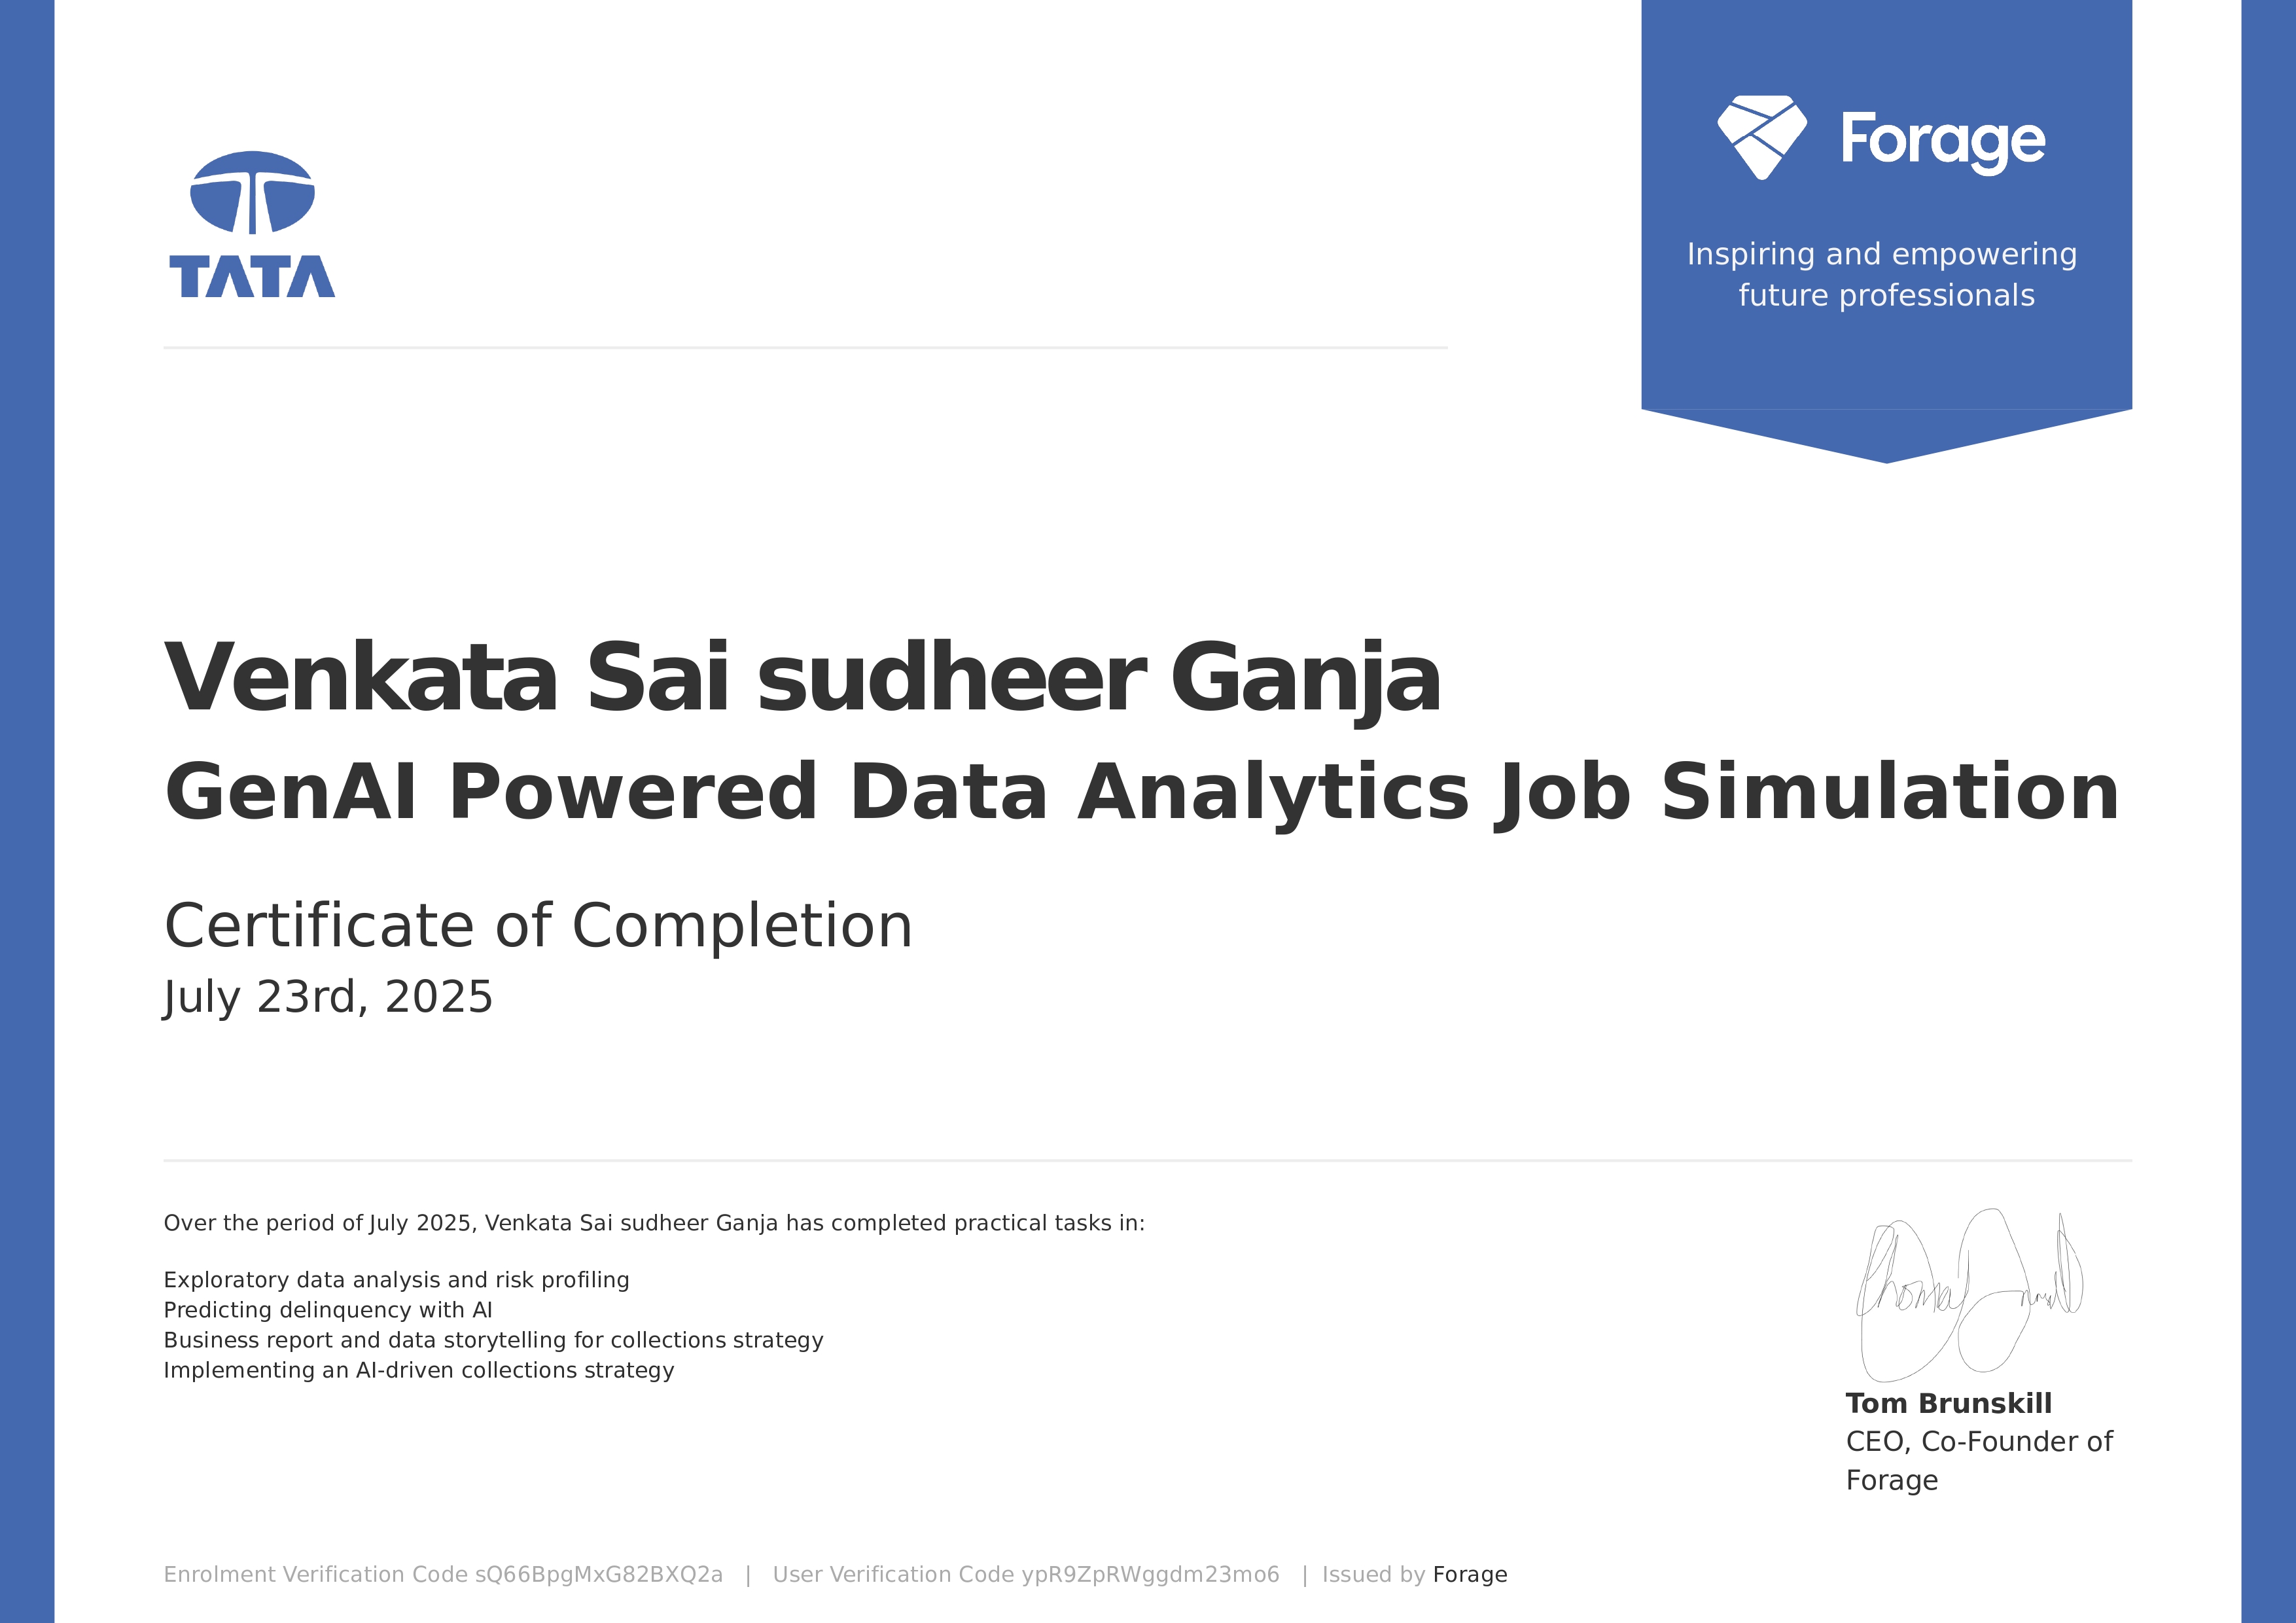 TATA
Forage
Inspiring and empowering
future professionals
Venkata Sai sudheer Ganja
GenAI Powered Data Analytics Job Simulation
Certificate of Completion
July 23rd, 2025
Over the period of July 2025, Venkata Sai sudheer Ganja has completed practical tasks in:
Exploratory data analysis and risk profiling
Predicting delinquency with AI
Business report and data storytelling for collections strategy
Implementing an AI-driven collections strategy
Tom Brunskill
CEO, Co-Founder of
Forage
Enrolment Verification Code sQ66BpgMxG82BXQ2a | User Verification Code ypR9ZpRWggdm23mo6 | Issued by Forage